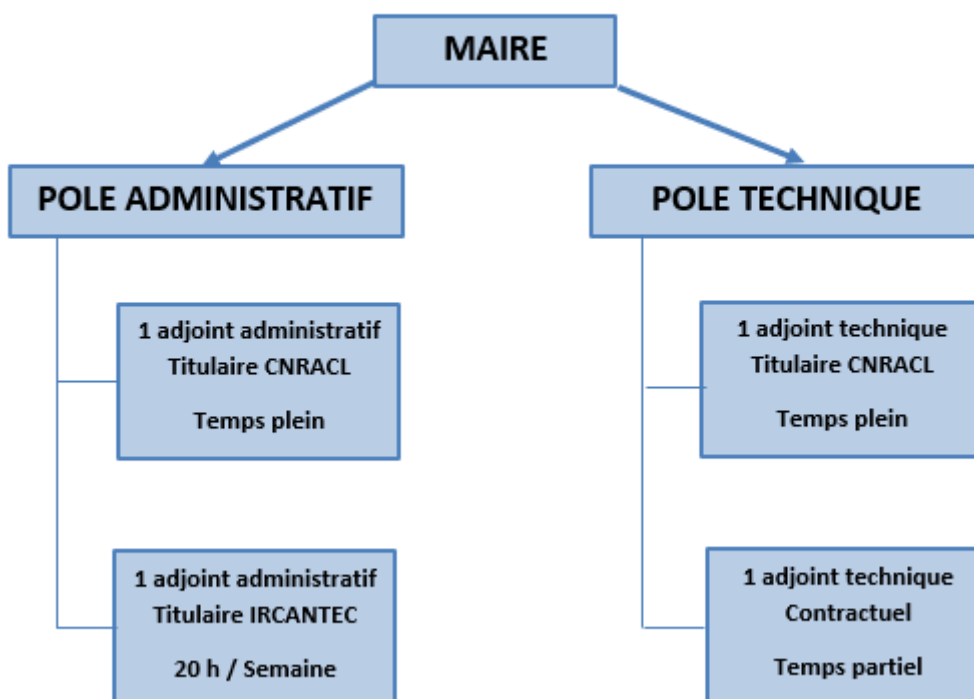 MAIRE
POLE ADMINISTRATIF
1 adjoint administratif
Titulaire CNRACL
Temps plein
1 adjoint administratif
Titulaire IRCANTEC
20 h / Semaine
POLE TECHNIQUE
1 adjoint technique
Titulaire CNRACL
Temps plein
1 adjoint technique
Contractuel
Temps partiel